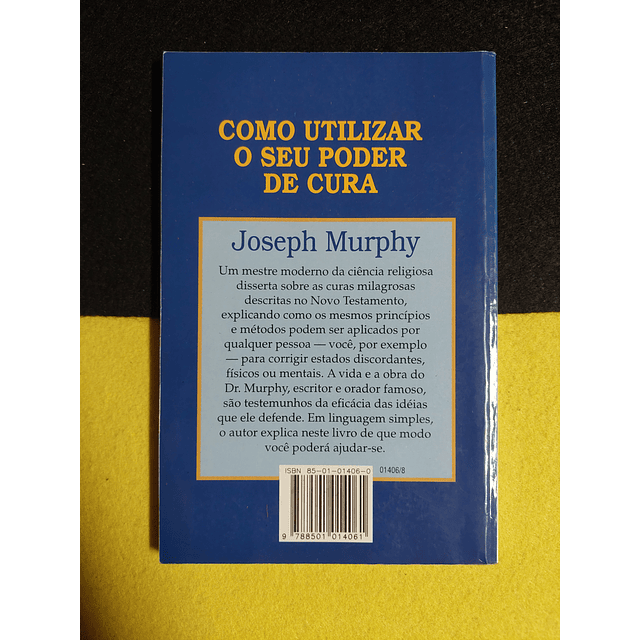 COMO UTILIZAR
O SEU PODER
DE CURA
Joseph Murphy
Um mestre moderno da ciência religiosa
disserta sobre as curas milagrosas
descritas no Novo Testamento,
explicando como os mesmos princípios
e métodos podem ser aplicados por
qualquer pessoa — você, por exemplo
— para corrigir estados discordantes,
físicos ou mentais. A vida e a obra do
Dr. Murphy, escritor e orador famoso,
são testemunhos da eficácia das idéias
que ele defende. Em linguagem simples,
o autor explica neste livro de que modo
você poderá ajudar-se.
ISBN 85-01-01406-0
01406/8
9 788501 014061